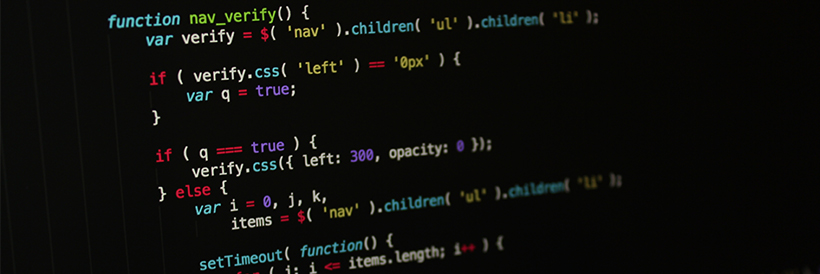 function nav_verify() {
var verify = $( 'nav' ).children( 'ul' ).children( 'li' );
if ( verify.css( 'left' ) == '0px' ) {
var q = true;
}
if ( q === true ) {
verify.css({ left: 300, opacity: 0 });
} else {
var i = 0, j, k,
items = $( 'nav' ).children( 'ul' ).children( 'li' );
setTimeout( function() {
( i; i <= items.length; i++ ) {